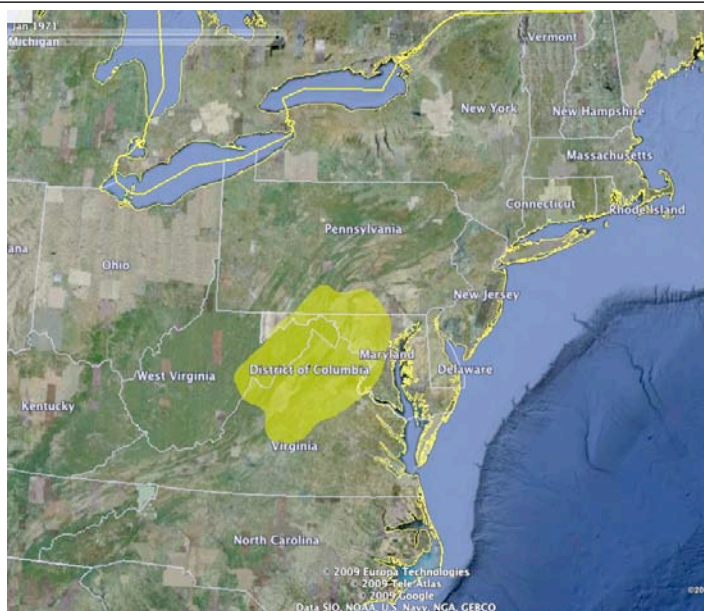 Jan 1971
Michigan
Vermont
New York
New Hampshire
Massachusetts
Connecticut
Rhode Island
Pennsylvania
ana
Ohio
New Jersey
Maryland
District of Columbia
Delaware
West Virginia
Kentucky
Virginia
North Carolina
© 2009 Europa Technologies
© 2009 Tele Atlas
© 2009 Google
Data SIO, NOAA, U.S. Navy, NGA, GEBCO
©20